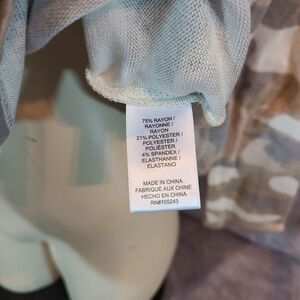 75% RAYON /
RAYONNE /
RAYON
21% POLYESTER /
POLYESTER /
POLIÉSTER
4% SPANDEX /
ELASTHANNE /
ELASTANO
MADE IN CHINA
FABRIQUE AUX CHINE
HECHO EN CHINA
RN#105243